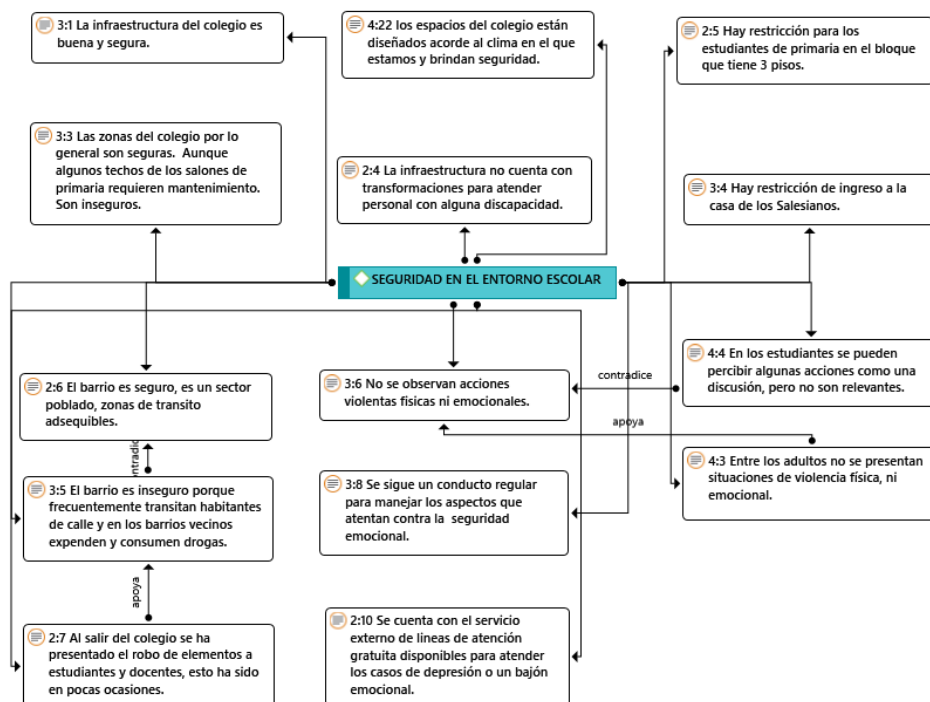 3:1 La infraestructura del colegio es
buena y segura.
4:22 los espacios del colegio están
diseñados acorde al clima en el que
estamos y brindan seguridad.
2:5 Hay restricción para los
estudiantes de primaria en el bloque
que tiene 3 pisos.
3:3 Las zonas del colegio por lo
general son seguras. Aunque
algunos techos de los salones de
primaria requieren mantenimiento.
Son inseguros.
2:4 La infraestructura no cuenta con
transformaciones para atender
personal con alguna discapacidad.
3:4 Hay restricción de ingreso a la
casa de los Salesianos.
SEGURIDAD EN EL ENTORNO ESCOLAR
2:6 El barrio es seguro, es un sector
poblado, zonas de transito
adsequibles.
3:6 No se observan acciones
violentas fisicas ni emocionales.
contradice
4:4 En los estudiantes se pueden
percibir algunas acciones como una
discusión, pero no son relevantes.
apoya
4:3 Entre los adultos no se presentan
situaciones de violencia física, ni
emocional.
ontradic
3:5 El barrio es inseguro porque
frecuentemente transitan habitantes
de calle y en los barrios vecinos
expenden y consumen drogas.
3:8 Se sigue un conducto regular
para manejar los aspectos que
atentan contra la seguridad
emocional.
apoya
2:7 Al salir del colegio se ha
presentado el robo de elementos a
estudiantes y docentes, esto ha sido
en pocas ocasiones.
2:10 Se cuenta con el servicio
externo de lineas de atención
gratuita disponibles para atender
los casos de depresión o un bajón
emocional.